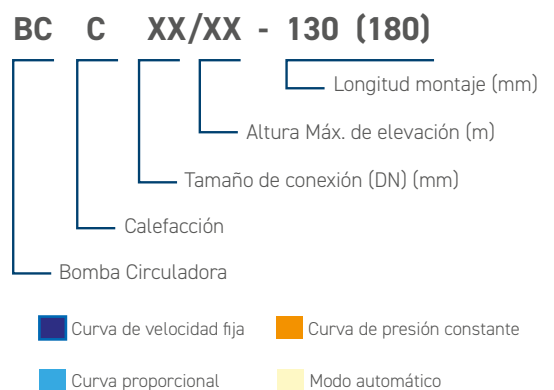 BC C XX/XX - 130 (180)
Longitud montaje (mm)
Altura Máx. de elevación (m)
Tamaño de conexión (DN) (mm)
Calefacción
Bomba Circuladora
Curva de velocidad fija
Curva de presión constante
Curva proporcional
Modo automático